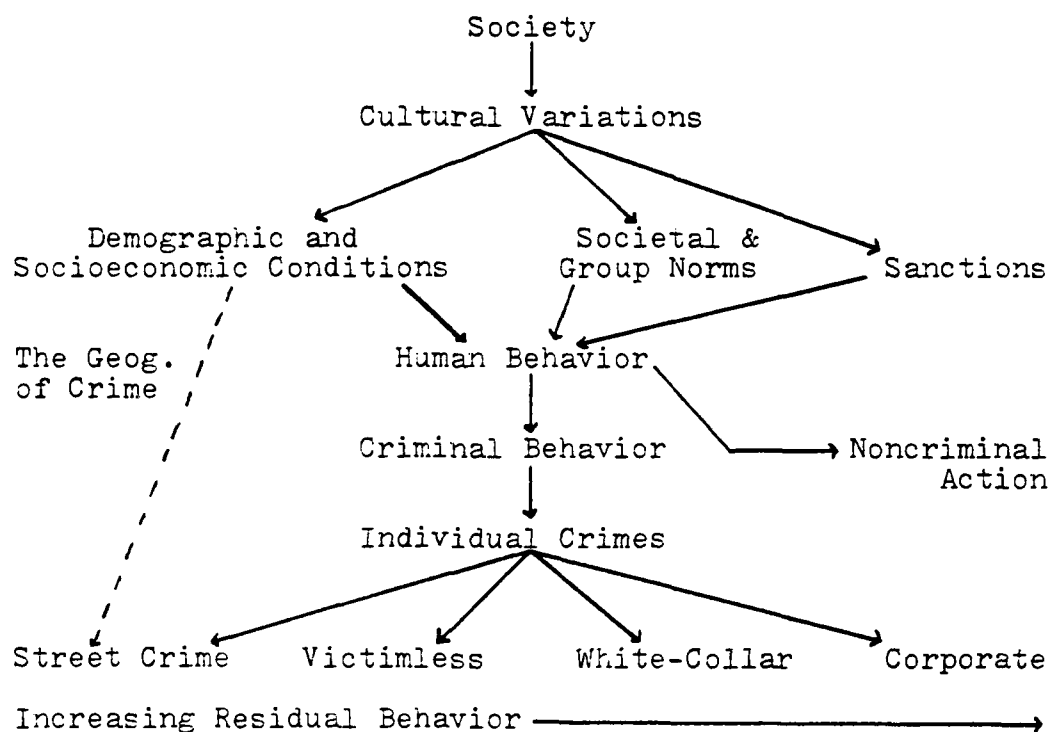 Society
Cultural Variations
Demographic and
Socioeconomic Conditions
Societal &
Group Norms
Sanctions
The Geog.
of Crime
Human Behavior
Criminal Behavior
Noncriminal
Action
Individual Crimes
Street Crime
Victimless
White-Collar
Corporate
Increasing Residual Behavior